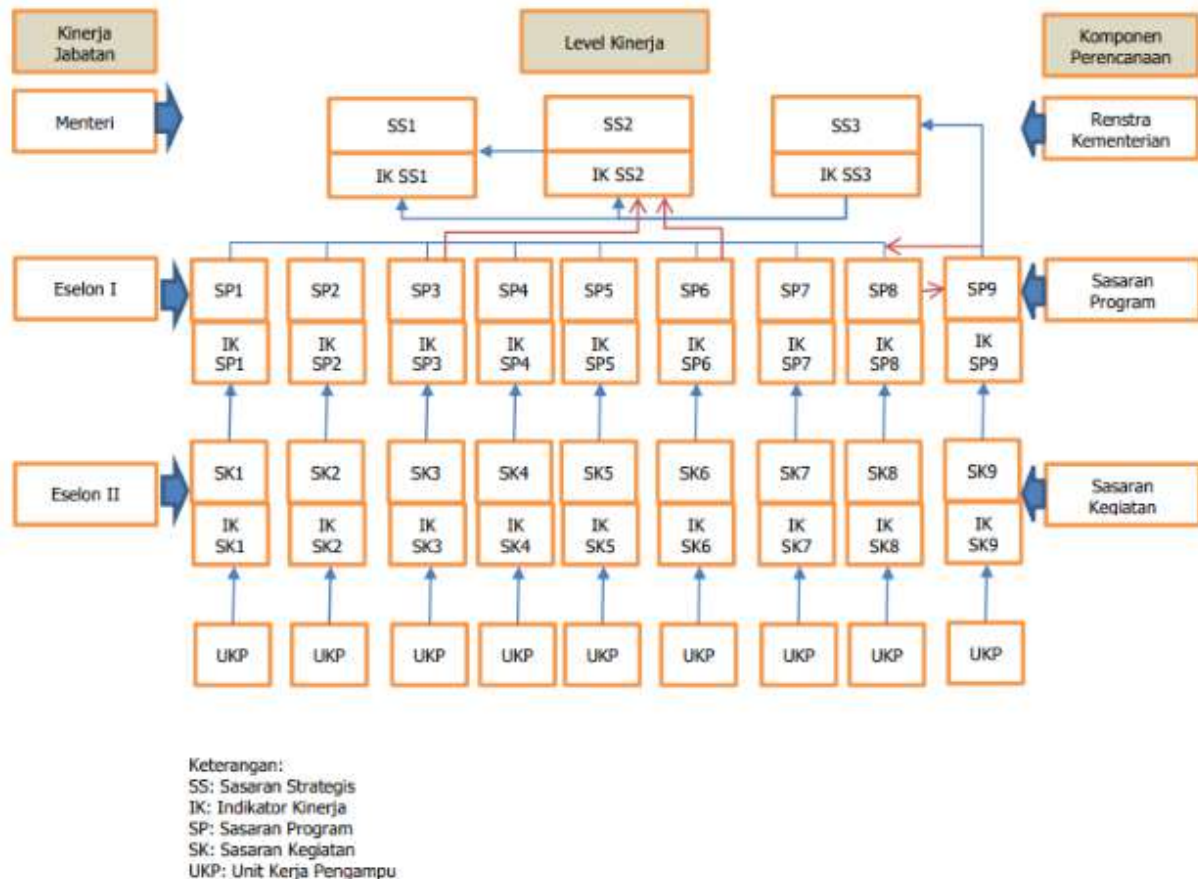 Kinerja
Jabatan
Level Kinerja
Komponen
Perencanaan
Menteri
SS1
SS2
SS3
Renstra
Kementerian
IK SS1
IK SS2
IK SS3
Eselon I
SP1
SP2
SP3
SP4
SP5
SP6
SP7
SP8
SP9
Sasaran
Program
IK
SP1
IK
SP2
IK
SP3
IK
SP4
IK
SP5
IK
SP6
IK
SP7
IK
SP8
IK
SP9
Eselon II
SK1
SK2
SK3
SK4
SK5
SK6
SK7
SK8
SK9
Sasaran
Kegiatan
IK
SK1
IK
SK2
IK
SK3
IK
SK4
IK
SK5
IK
SK6
IK
SK7
IK
SK8
IK
SK9
UKP
UKP
UKP
UKP
UKP
UKP
UKP
UKP
UKP
Keterangan:
SS: Sasaran Strategis
IK: Indikator Kinerja
SP: Sasaran Program
SK: Sasaran Kegiatan
UKP: Unit Kerja Pengampu